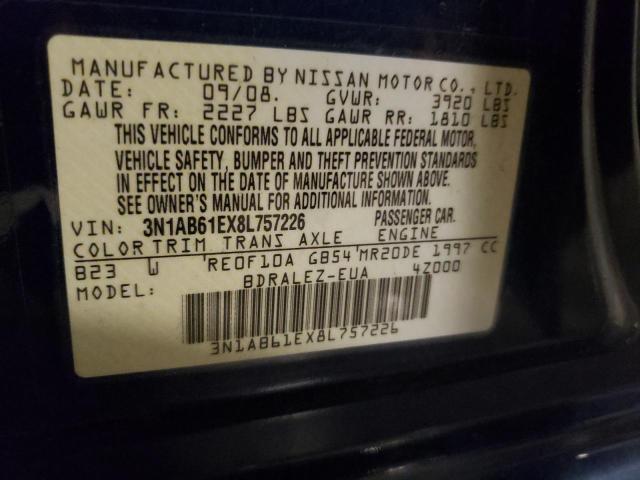 MANUFACTURED BY NISSAN MOTOR CO., LTD.
DATE: 09/08. GVWR: 3920 LBS
GAWR FR: 2227 LBS GAWR RR: 1810 LBS
THIS VEHICLE CONFORMS TO ALL APPLICABLE FEDERAL MOTOR,
VEHICLE SAFETY, BUMPER AND THEFT PREVENTION STANDARDS
IN EFFECT ON THE DATE OF MANUFACTURE SHOWN ABOVE.
SEE OWNER'S MANUAL FOR ADDITIONAL INFORMATION.
VIN: 3N1AB61EX8L757226 PASSENGER CAR.
COLOR TRIM TRANS AXLE ENGINE
B23 W RE0F10A GB54 MR20DE 1997 CC
MODEL: BDRALEZ-EUA 4Z000
3N1AB61EX8L757226